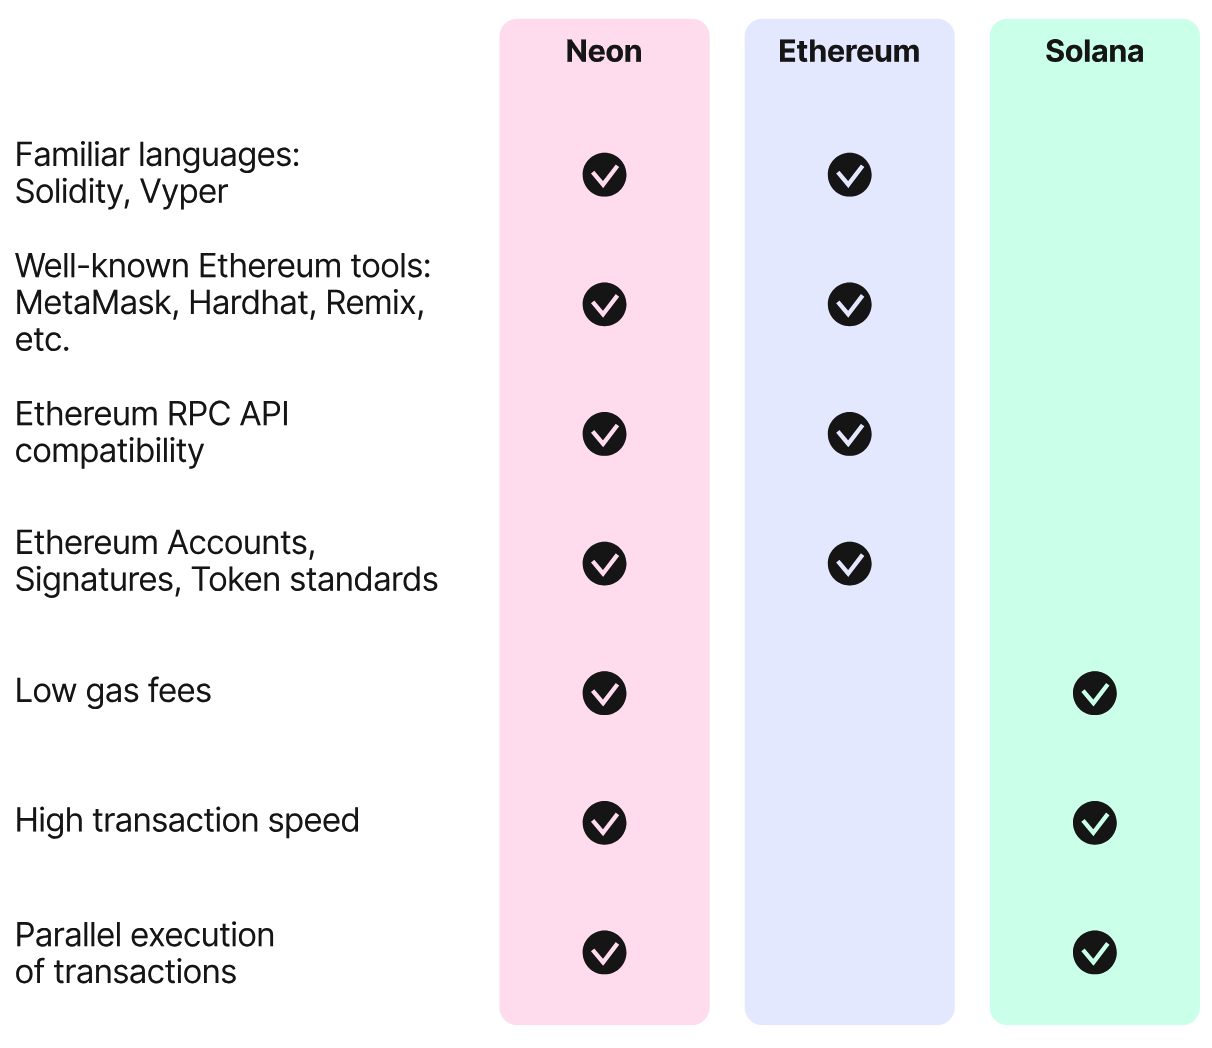 Neon Ethereum Solana
Familiar languages:
Solidity, Vyper
Well-known Ethereum tools:
MetaMask, Hardhat, Remix,
etc.
Ethereum RPC API
compatibility
Ethereum Accounts,
Signatures, Token standards
Low gas fees
High transaction speed
Parallel execution
of transactions